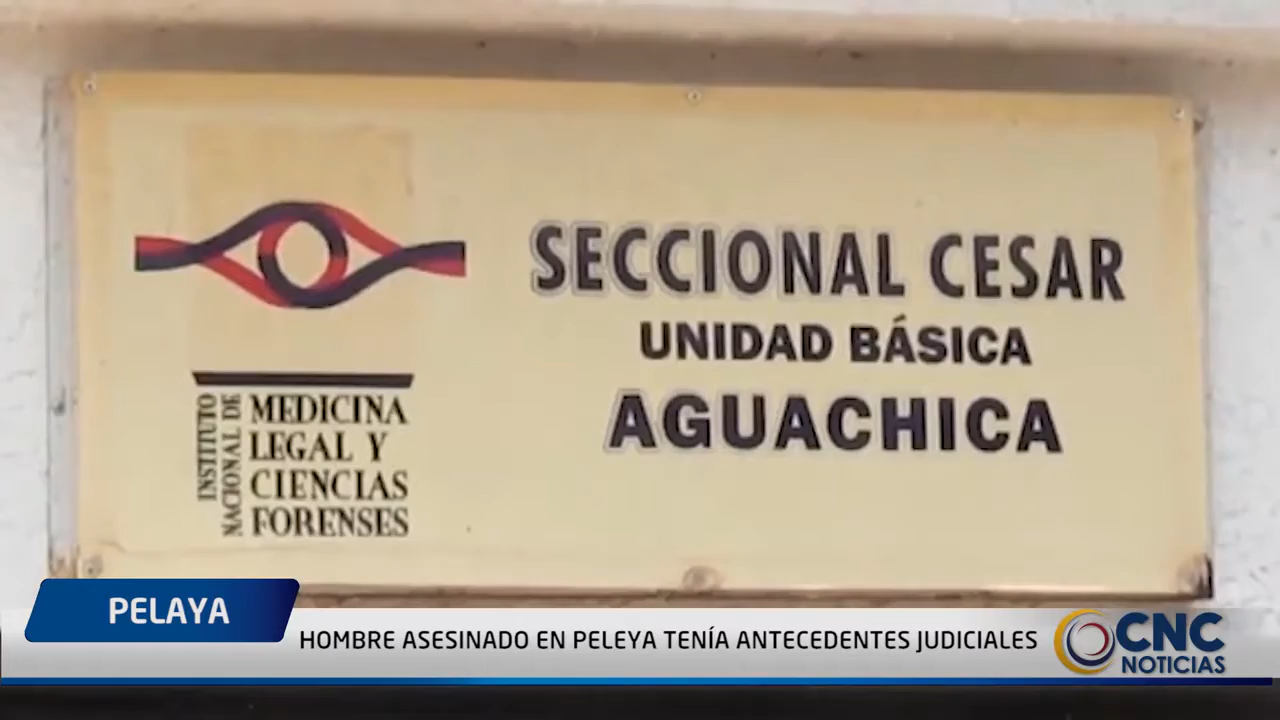 SECCIONAL CESAR
UNIDAD BÁSICA
AGUACHICA
INSTITUTO
NACIONAL DE
MEDICINA
LEGAL Y
CIENCIAS
FORENSES
PELAYA
HOMBRE ASESINADO EN PELEYA TENÍA ANTECEDENTES JUDICIALES
CNC
NOTICIAS